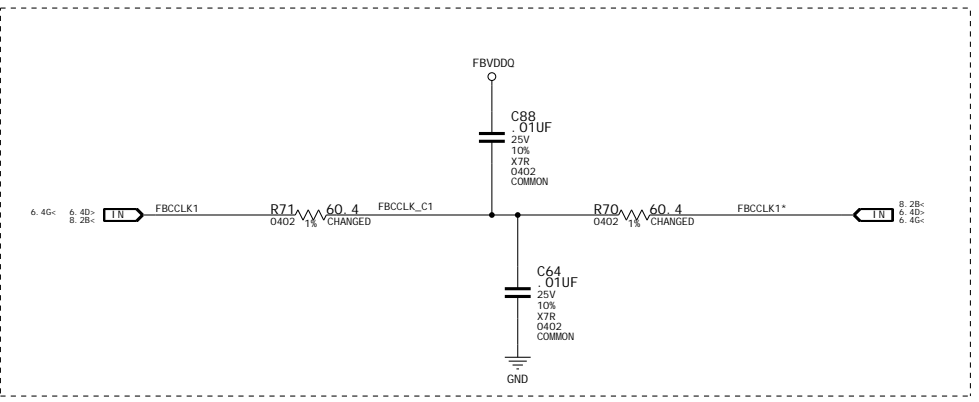 FBVDDQ
C88
.01UF
25V
10%
X7R
0402
COMMON
6.4G< 6.4D>
8.2B<
IN
FBCCLK1
R71 60.4
0402 1% CHANGED
FBCCLK_C1
R70 60.4
0402 1% CHANGED
FBCCLK1*
IN
8.2B<
6.4D>
6.4G<
C64
.01UF
25V
10%
X7R
0402
COMMON
GND